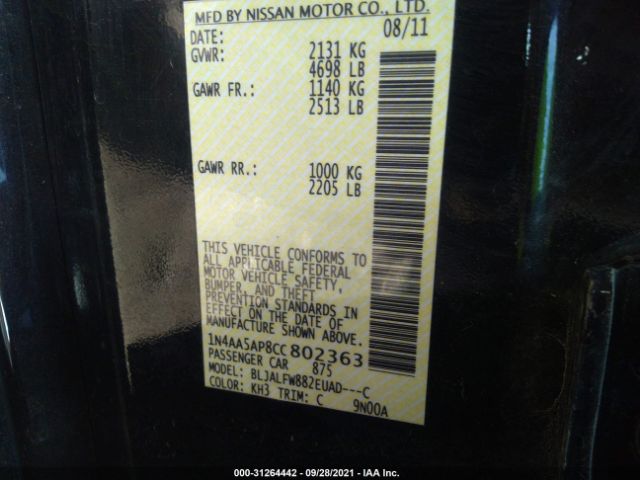 MFD BY NISSAN MOTOR CO., LTD.
DATE: 08/11
GVWR: 2131 KG
4698 LB
GAWR FR.: 1140 KG
2513 LB
GAWR RR.: 1000 KG
2205 LB
THIS VEHICLE CONFORMS TO
ALL APPLICABLE FEDERAL
MOTOR VEHICLE SAFETY,
BUMPER, AND THEFT
PREVENTION STANDARDS IN
EFFECT ON THE DATE OF
MANUFACTURE SHOWN ABOVE.
1N4AA5AP8CC802363
PASSENGER CAR 875
MODEL: BLJALFW882EUAD---C
COLOR: KH3 TRIM: C 9N00A
000-31264442 - 09/28/2021 - IAA Inc.